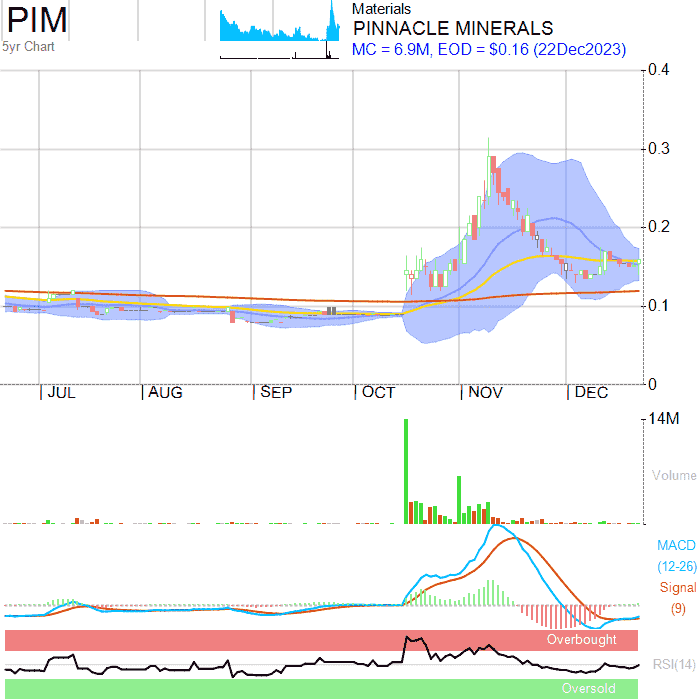 PIM
5yr Chart
Materials
PINNACLE MINERALS
MC = 6.9M, EOD = $0.16 (22Dec2023)
0.4
0.3
0.2
0.1
0
JUL AUG SEP OCT NOV DEC
14M
Volume
MACD
(12-26)
Signal
(9)
Overbought
RSI(14)
Oversold